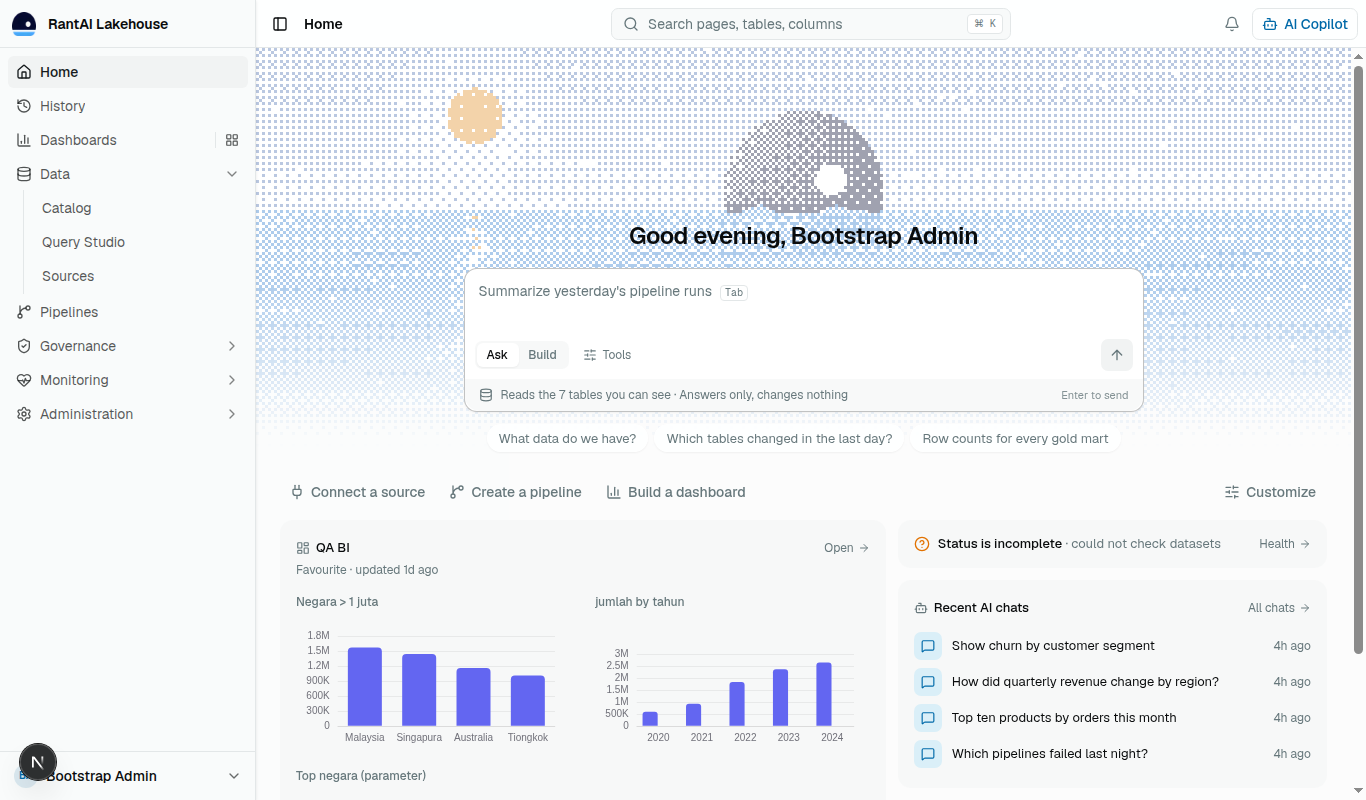 RantAI Lakehouse
Home
Search pages, tables, columns
⌘ K
AI Copilot
Home
History
Dashboards
Data
Catalog
Query Studio
Sources
Pipelines
Governance
Monitoring
Administration
Good evening, Bootstrap Admin
Summarize yesterday's pipeline runs Tab
Ask Build Tools
Reads the 7 tables you can see · Answers only, changes nothing
Enter to send
What data do we have?
Which tables changed in the last day?
Row counts for every gold mart
Connect a source
Create a pipeline
Build a dashboard
Customize
QA BI
Open →
Favourite · updated 1d ago
Negara > 1 juta
1.8M
1.5M
1.2M
900K
600K
300K
0
Malaysia Singapura Australia Tiongkok
jumlah by tahun
3M
2.5M
2M
1.5M
1M
500K
0
2020 2021 2022 2023 2024
Top negara (parameter)
Status is incomplete · could not check datasets
Health →
Recent AI chats
All chats →
Show churn by customer segment 4h ago
How did quarterly revenue change by region? 4h ago
Top ten products by orders this month 4h ago
Which pipelines failed last night? 4h ago
N
Bootstrap Admin